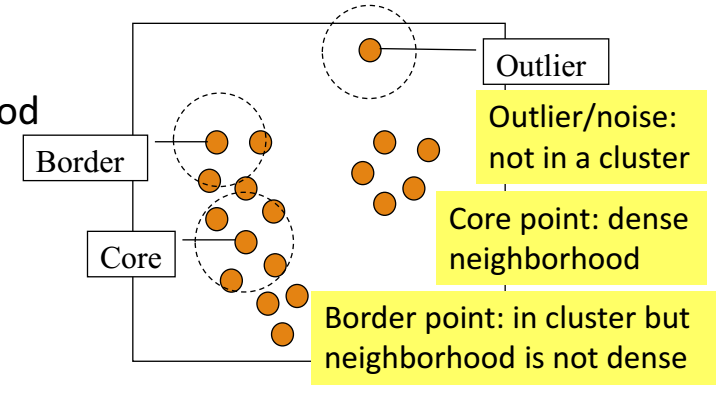 Outlier
od
Outlier/noise:
not in a cluster
Border
Core point: dense
neighborhood
Core
Border point: in cluster but
neighborhood is not dense